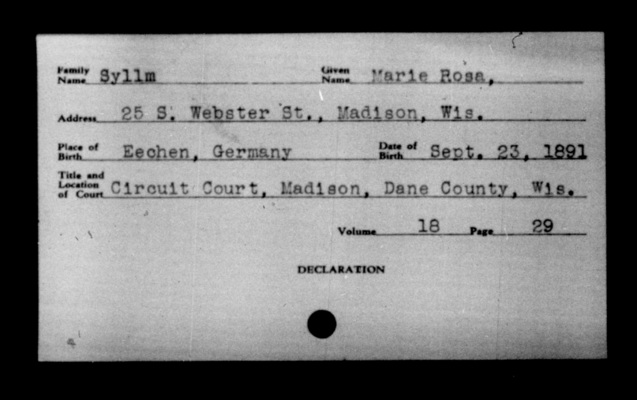 Family Name Syllm Given Name Marie Rosa,
Address 25 S. Webster St., Madison, Wis.
Place of Birth Eechen, Germany Date of Birth Sept. 23, 1891
Title and Location of Court Circuit Court, Madison, Dane County, Wis.
Volume 18 Page 29
DECLARATION